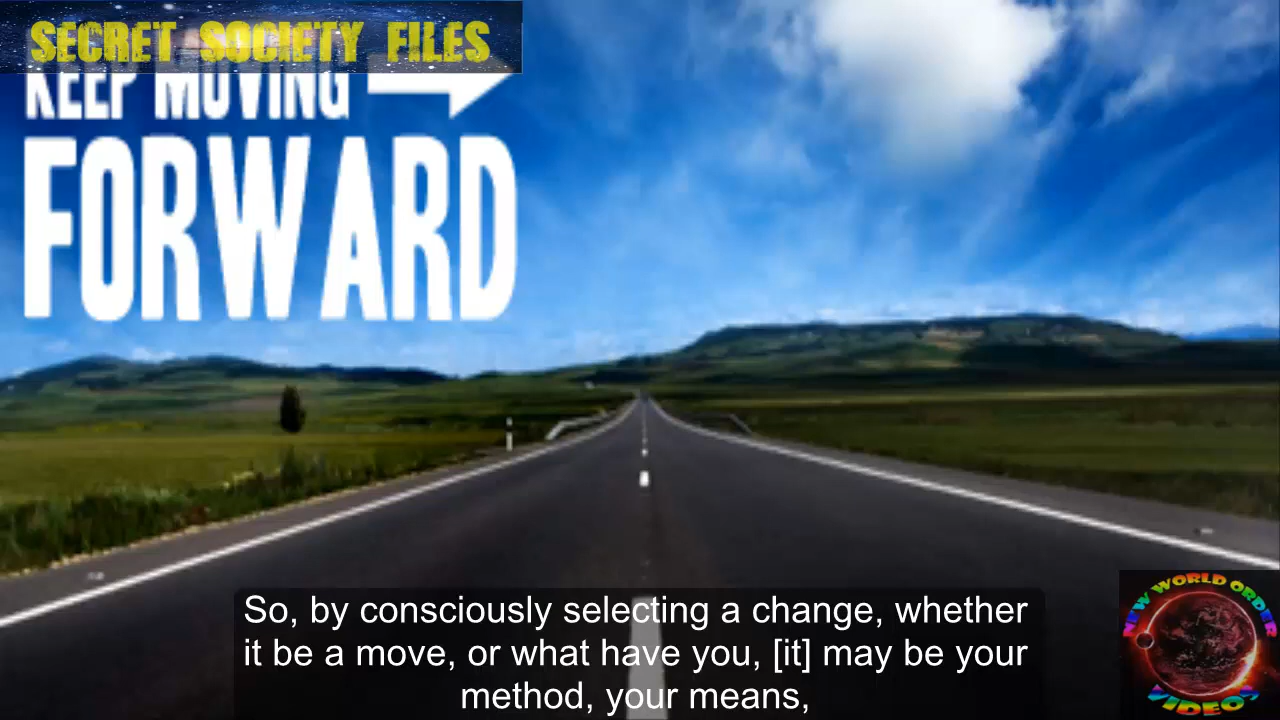 SECRET SOCIETY FILES
KEEP MOVING
FORWARD
So, by consciously selecting a change, whether
it be a move, or what have you, [it] may be your
method, your means,
NEW WORLD ORDER
VIDEOS